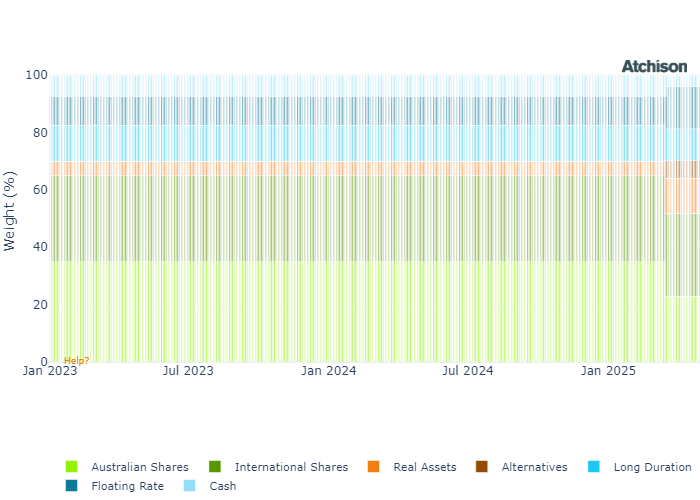 Atchison
100
80
60
40
20
0
Weight (%)
Help?
Jan 2023 Jul 2023 Jan 2024 Jul 2024 Jan 2025
Australian Shares International Shares Real Assets Alternatives Long Duration
Floating Rate Cash